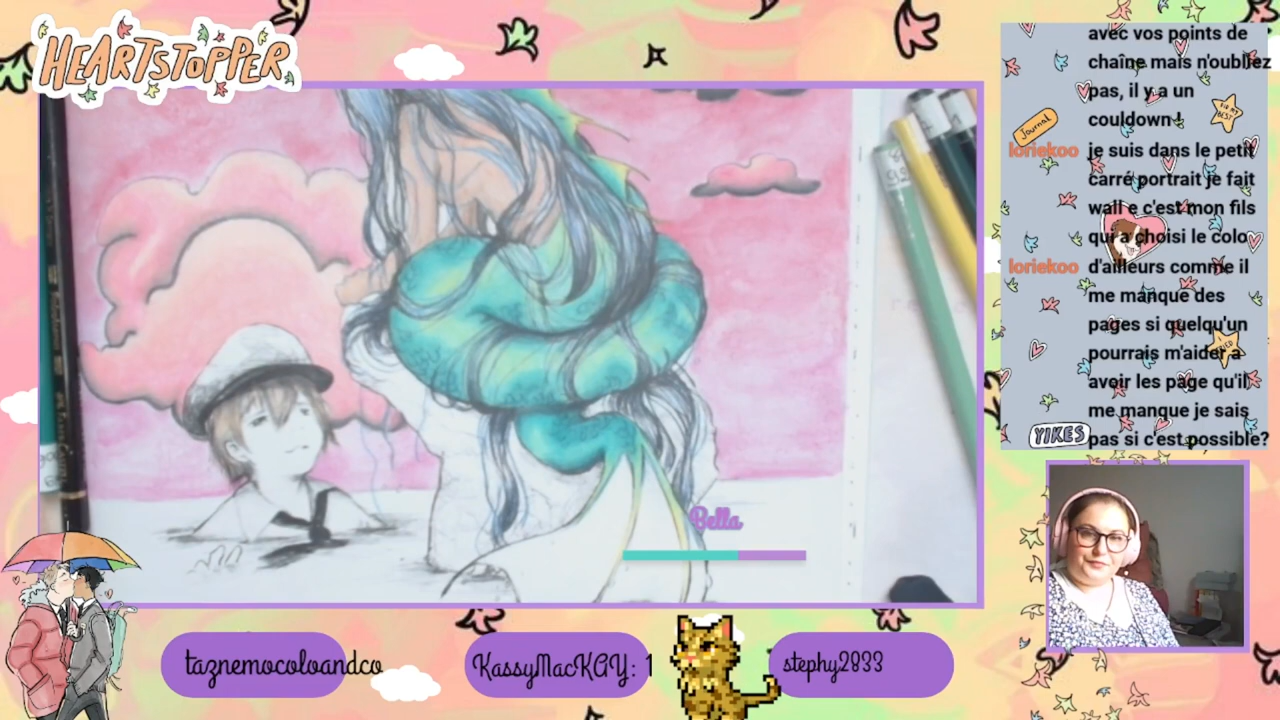 HEARTSTOPPER
avec vos points de
chaîne mais n'oubliez
pas, il y a un
couldown !
Journal
loriekoo je suis dans le petit
carré portrait je fait
wall e c'est mon fils
qui a choisi le colo
loriekoo d'ailleurs comme il
me manque des
pages si quelqu'un
pourrais m'aider a
avoir les page qu'il
me manque je sais
YIKES pas si c'est possible?
Bella
taznemocoloandco
KassyMacKAY: 1
stephy2833